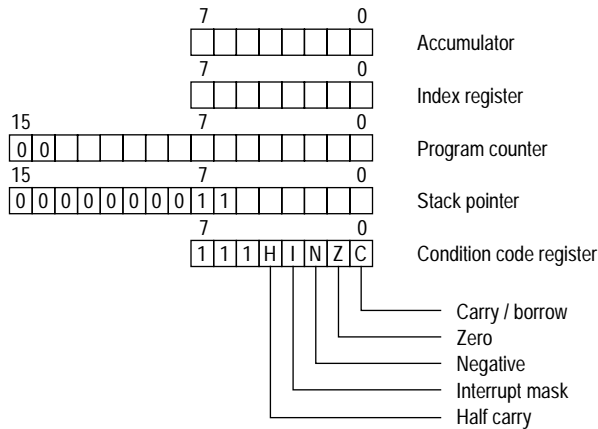 7 0
Accumulator
7 0
Index register
15 7 0
0 0 Program counter
15 7 0
0 0 0 0 0 0 0 0 1 1 Stack pointer
7 0
1 1 1 H I N Z C Condition code register
Carry / borrow
Zero
Negative
Interrupt mask
Half carry